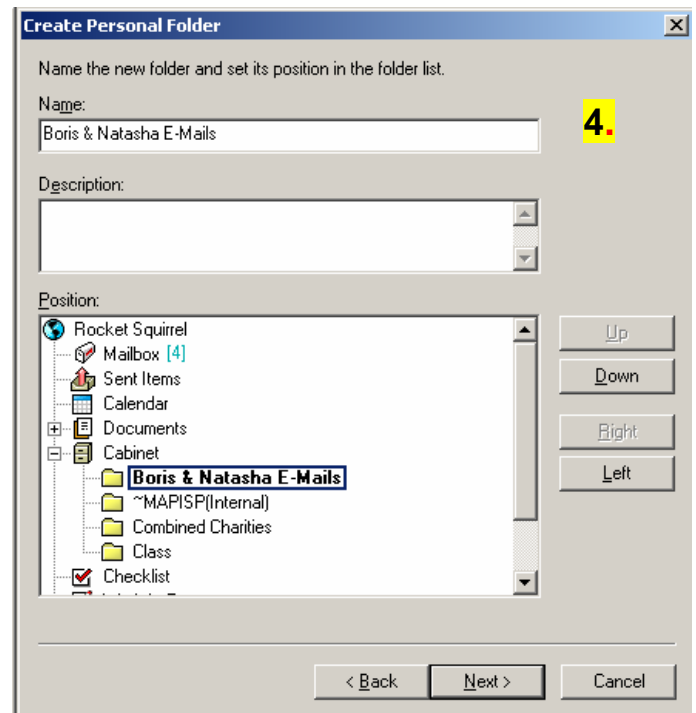 Create Personal Folder
Name the new folder and set its position in the folder list.
Name:
Boris & Natasha E-Mails
4.
Description:
Position:
Rocket Squirrel
Mailbox [4]
Sent Items
Calendar
Documents
Cabinet
Boris & Natasha E-Mails
~MAPISP(Internal)
Combined Charities
Class
Checklist
Up
Down
Right
Left
< Back
Next >
Cancel